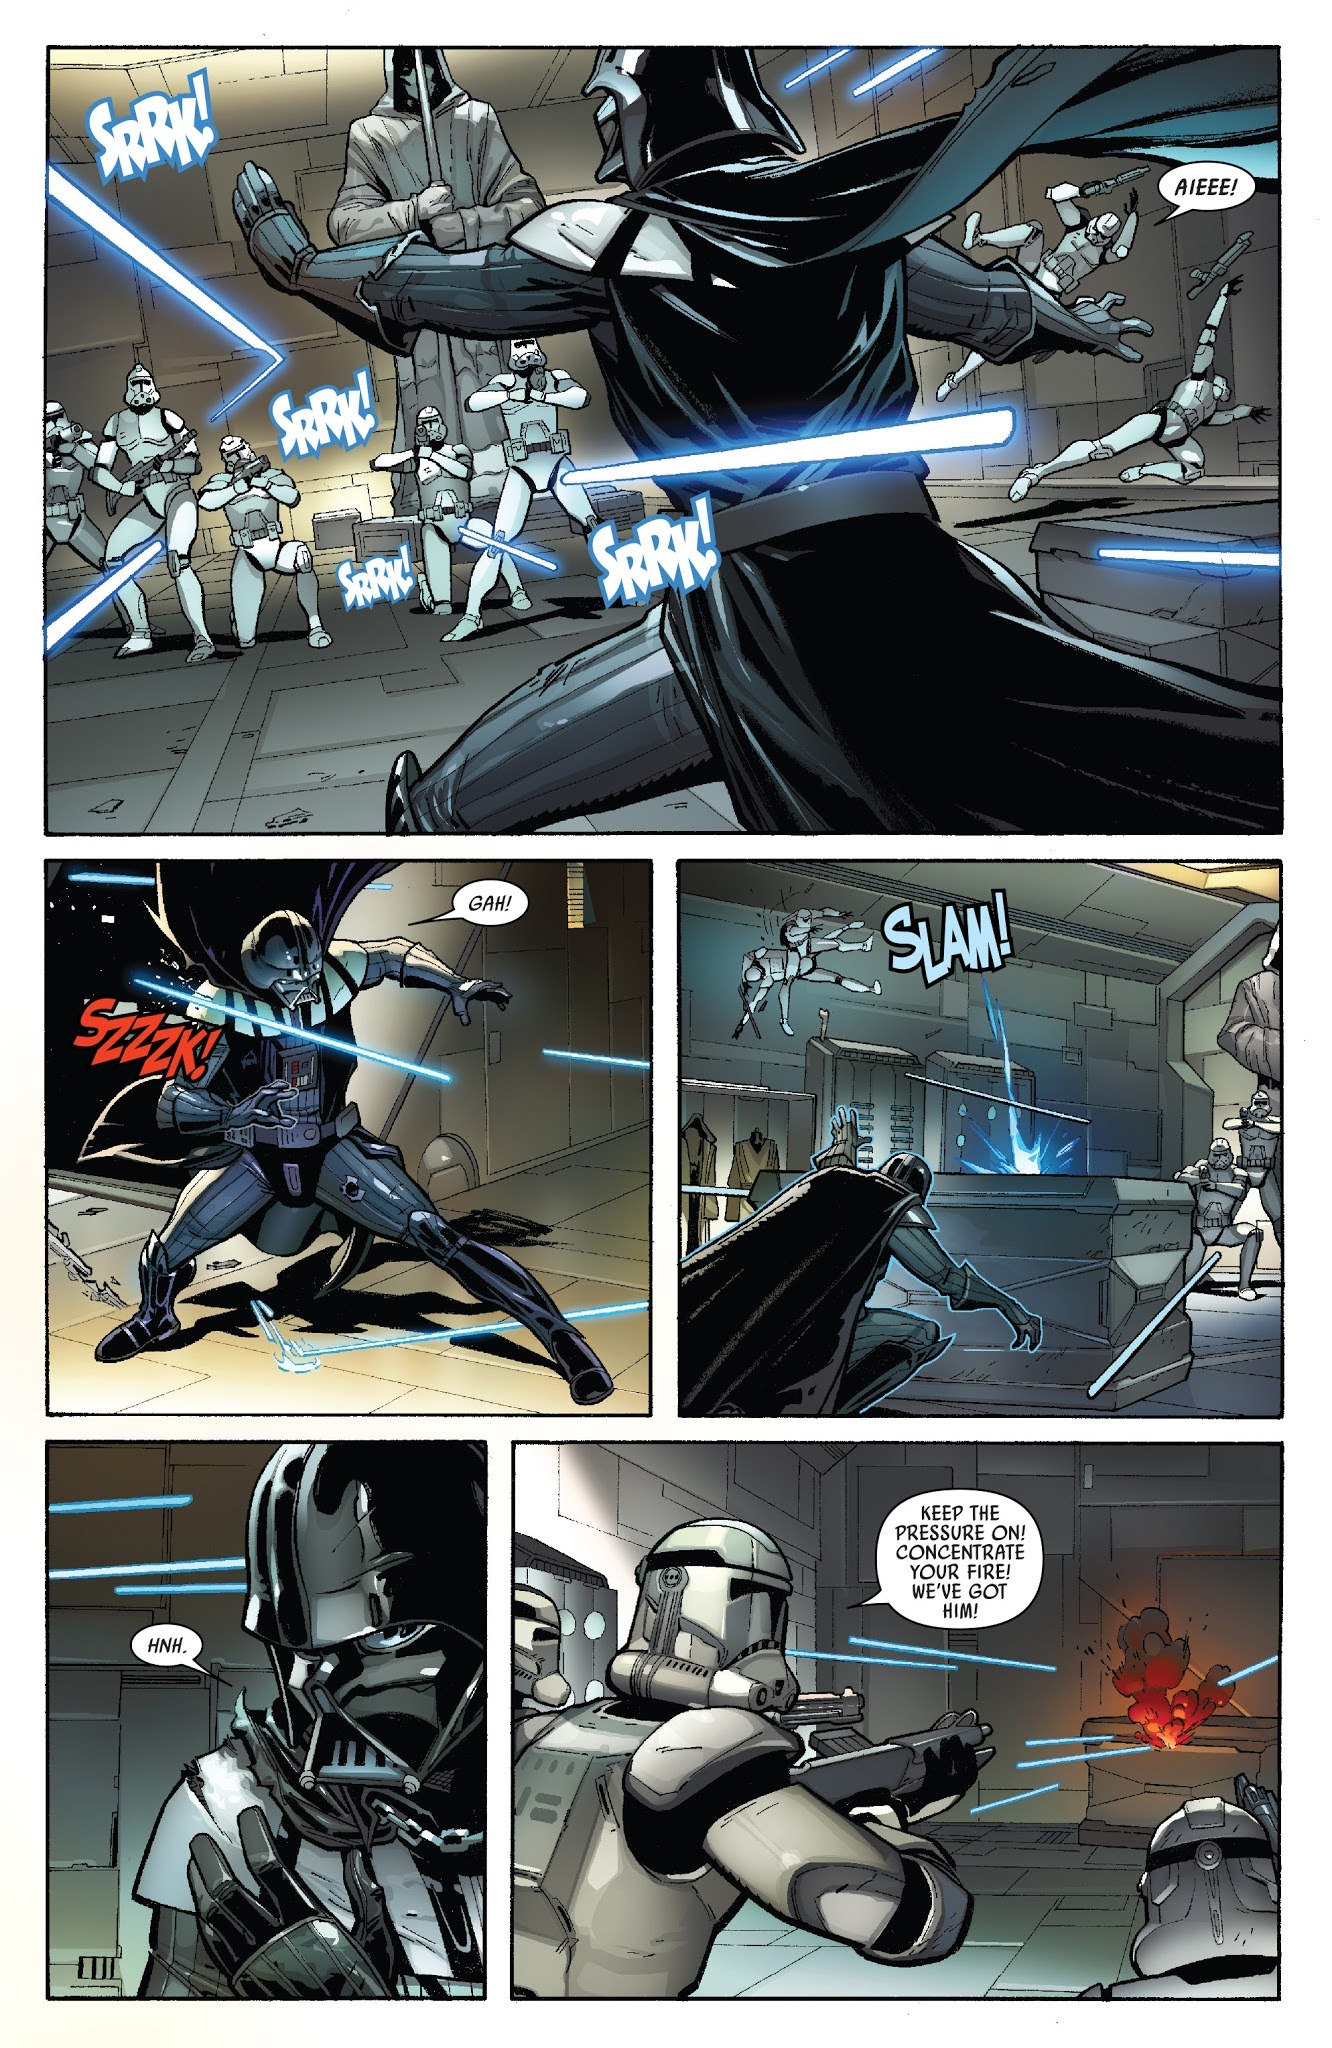 SRRK!
AIEEE!
SRRK!
SRRK!
SRRK!
GAH!
SZZZK!
SLAM!
HNH.
KEEP THE
PRESSURE ON!
CONCENTRATE
YOUR FIRE!
WE'VE GOT
HIM!